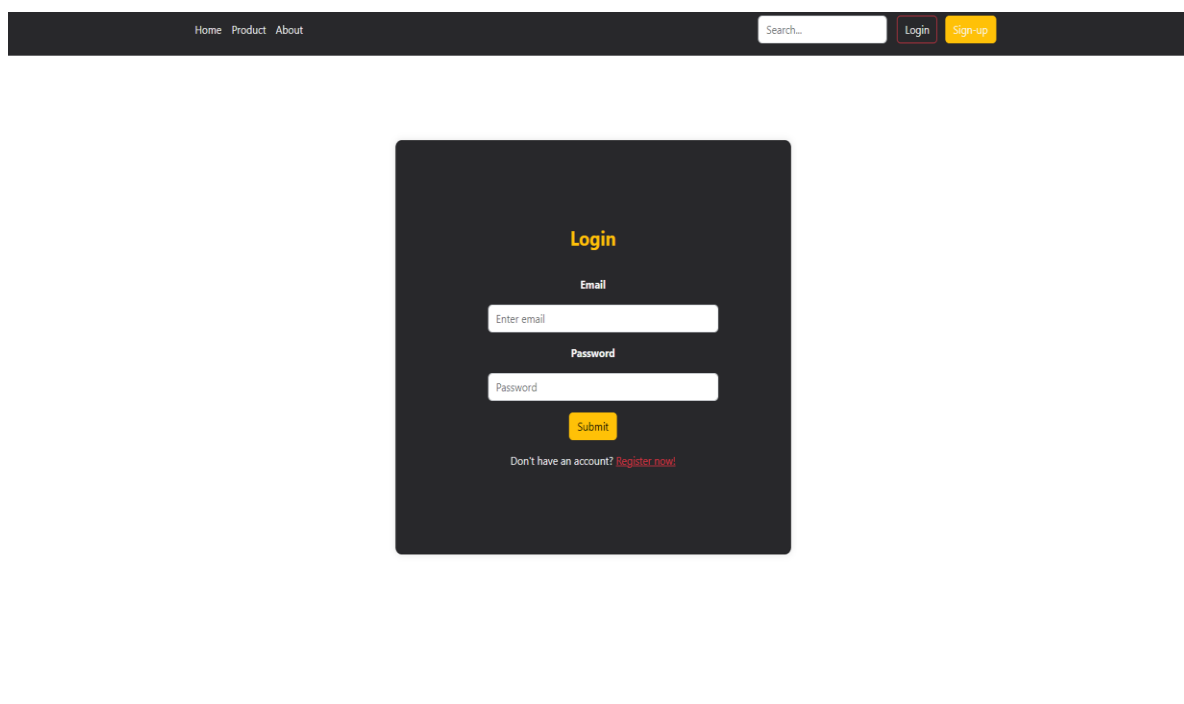 Home Product About Search... Login Sign-up
Login
Email
Enter email
Password
Password
Submit
Don't have an account? Register now!